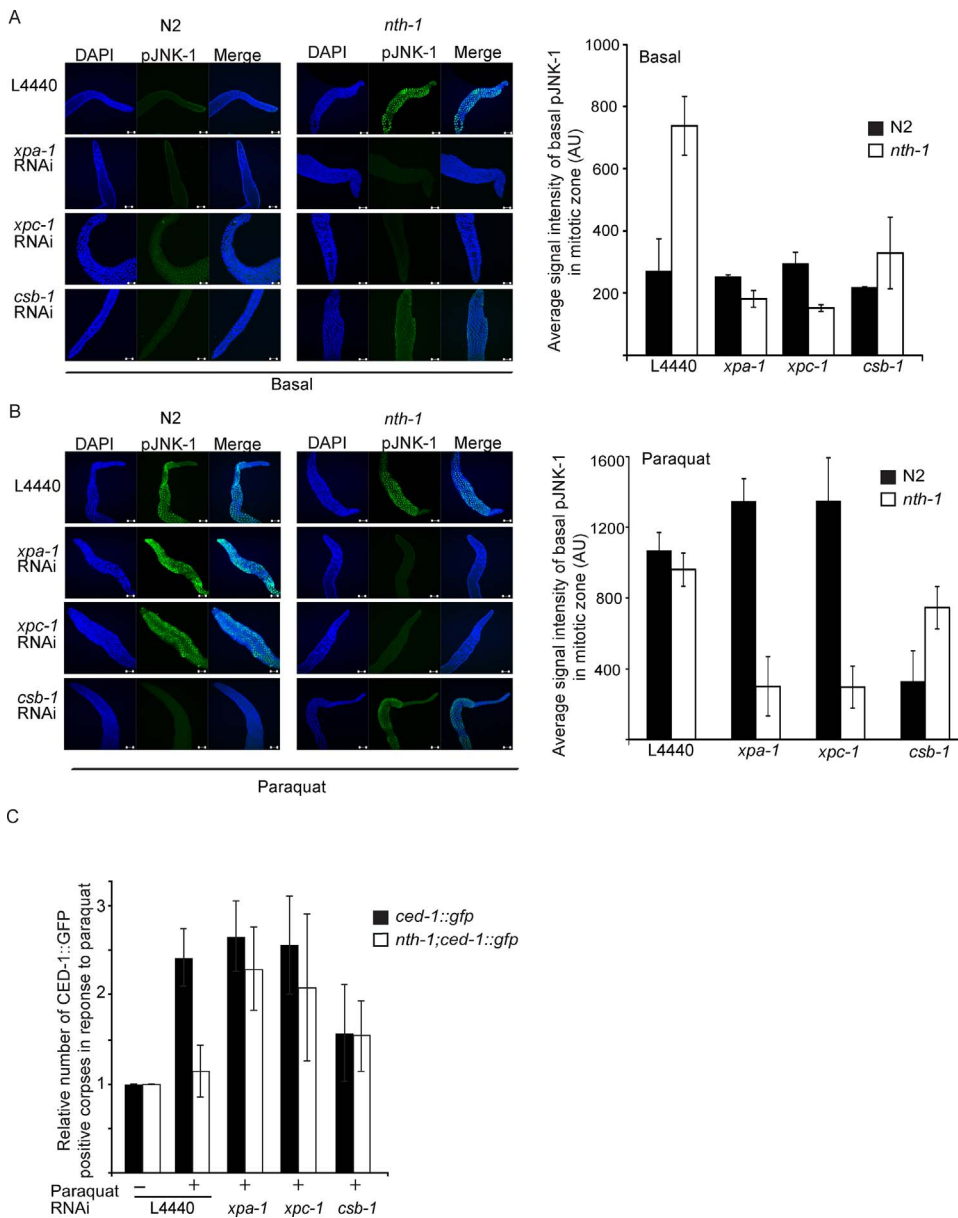 A
N2
nth-1
DAPI pJNK-1 Merge
DAPI pJNK-1 Merge
L4440
xpa-1
RNAi
xpc-1
RNAi
csb-1
RNAi
Basal
Average signal intensity of basal pJNK-1
in mitotic zone (AU)
1000
800
600
400
200
0
Basal
N2
nth-1
L4440 xpa-1 xpc-1 csb-1
B
N2
nth-1
DAPI pJNK-1 Merge
DAPI pJNK-1 Merge
L4440
xpa-1
RNAi
xpc-1
RNAi
csb-1
RNAi
Paraquat
Average signal intensity of basal pJNK-1
in mitotic zone (AU)
1600
1200
800
400
Paraquat
N2
nth-1
L4440 xpa-1 xpc-1 csb-1
C
Relative number of CED-1::GFP
positive corpses in reponse to paraquat
3
2
1
ced-1::gfp
nth-1;ced-1::gfp
Paraquat − + + + +
RNAi L4440 xpa-1 xpc-1 csb-1